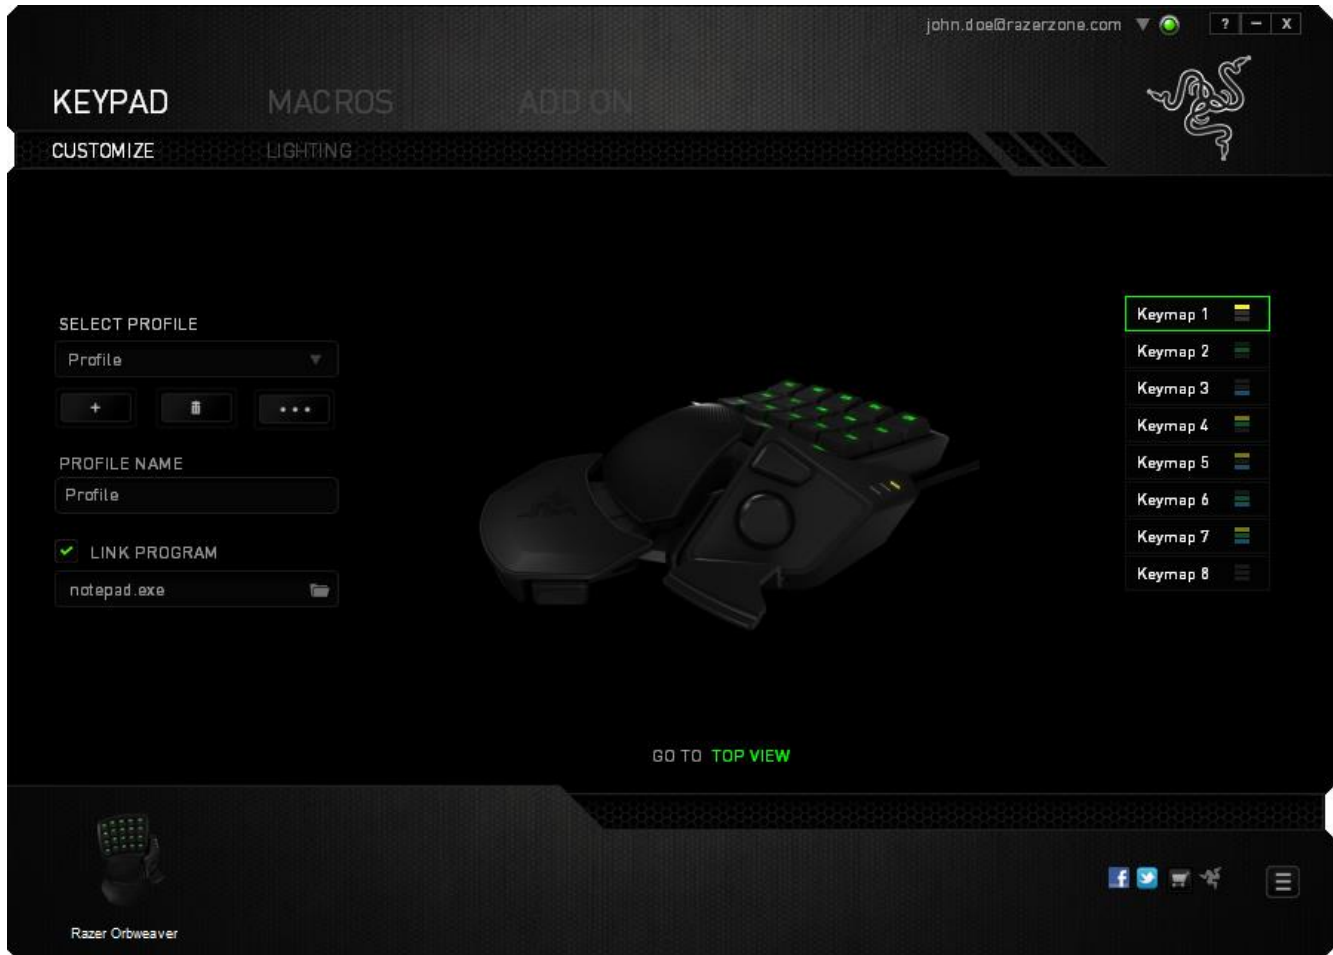 john.doe@razerzone.com
? – X
KEYPAD MACROS ADD ON
CUSTOMIZE LIGHTING
SELECT PROFILE
Profile
+ •••
PROFILE NAME
Profile
LINK PROGRAM
notepad.exe
Keymap 1
Keymap 2
Keymap 3
Keymap 4
Keymap 5
Keymap 6
Keymap 7
Keymap 8
GO TO TOP VIEW
Razer Orbweaver